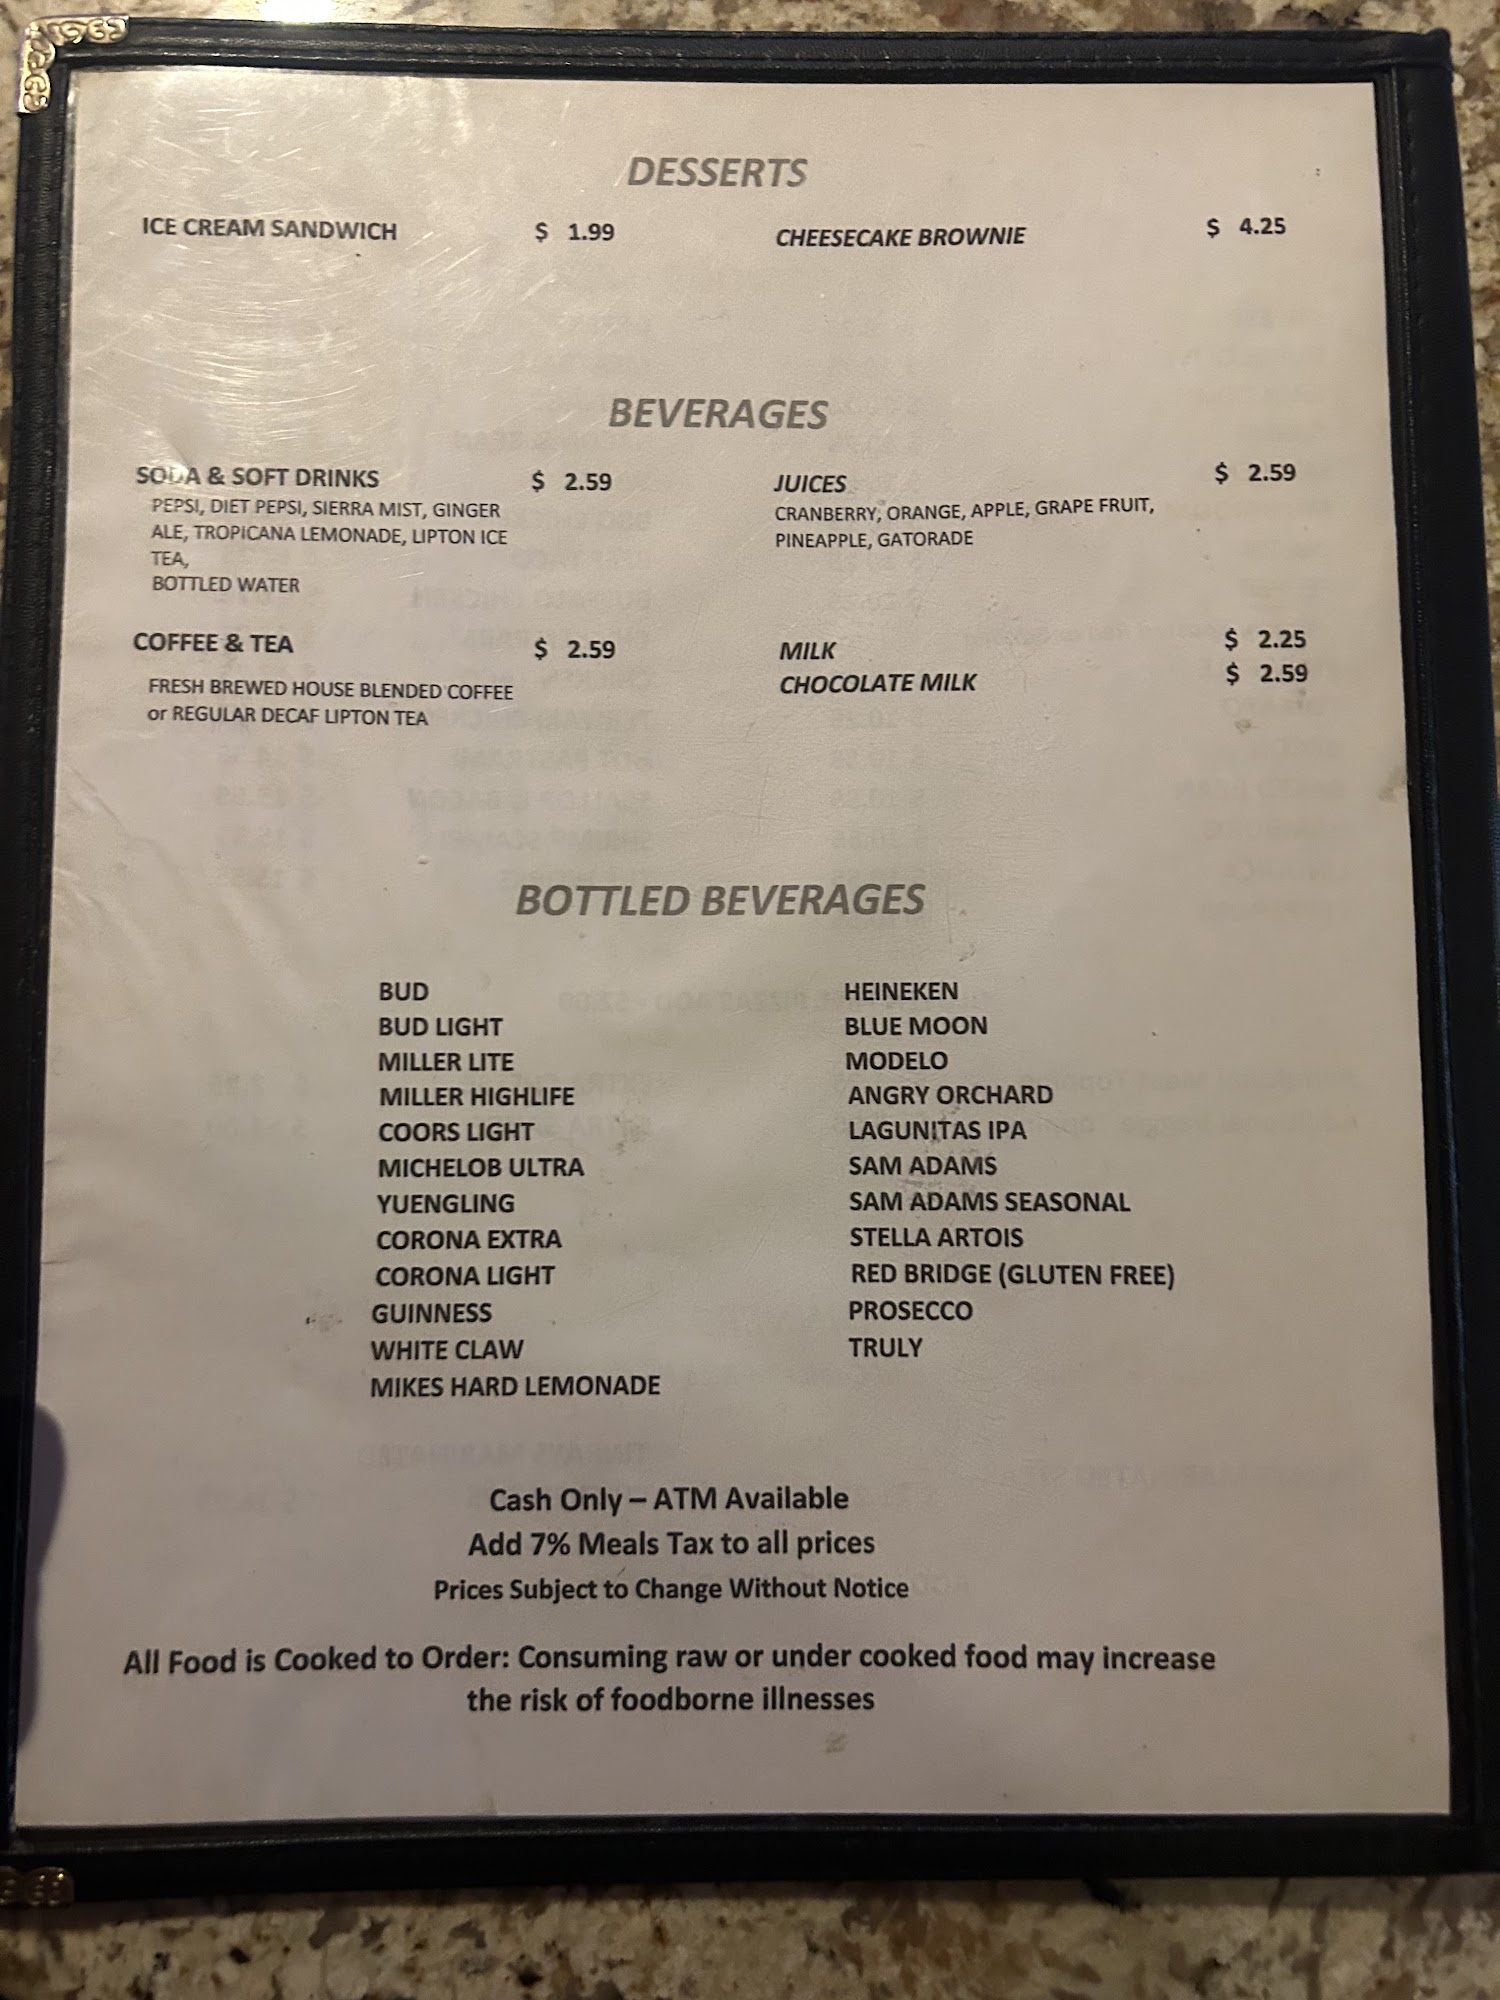 DESSERTS
ICE CREAM SANDWICH $ 1.99 CHEESECAKE BROWNIE $ 4.25
BEVERAGES
SODA & SOFT DRINKS $ 2.59
PEPSI, DIET PEPSI, SIERRA MIST, GINGER
ALE, TROPICANA LEMONADE, LIPTON ICE
TEA,
BOTTLED WATER
JUICES $ 2.59
CRANBERRY, ORANGE, APPLE, GRAPE FRUIT,
PINEAPPLE, GATORADE
COFFEE & TEA $ 2.59
FRESH BREWED HOUSE BLENDED COFFEE
or REGULAR DECAF LIPTON TEA
MILK $ 2.25
CHOCOLATE MILK $ 2.59
BOTTLED BEVERAGES
BUD
BUD LIGHT
MILLER LITE
MILLER HIGHLIFE
COORS LIGHT
MICHELOB ULTRA
YUENGLING
CORONA EXTRA
CORONA LIGHT
GUINNESS
WHITE CLAW
MIKES HARD LEMONADE
HEINEKEN
BLUE MOON
MODELO
ANGRY ORCHARD
LAGUNITAS IPA
SAM ADAMS
SAM ADAMS SEASONAL
STELLA ARTOIS
RED BRIDGE (GLUTEN FREE)
PROSECCO
TRULY
Cash Only – ATM Available
Add 7% Meals Tax to all prices
Prices Subject to Change Without Notice
All Food is Cooked to Order: Consuming raw or under cooked food may increase
the risk of foodborne illnesses